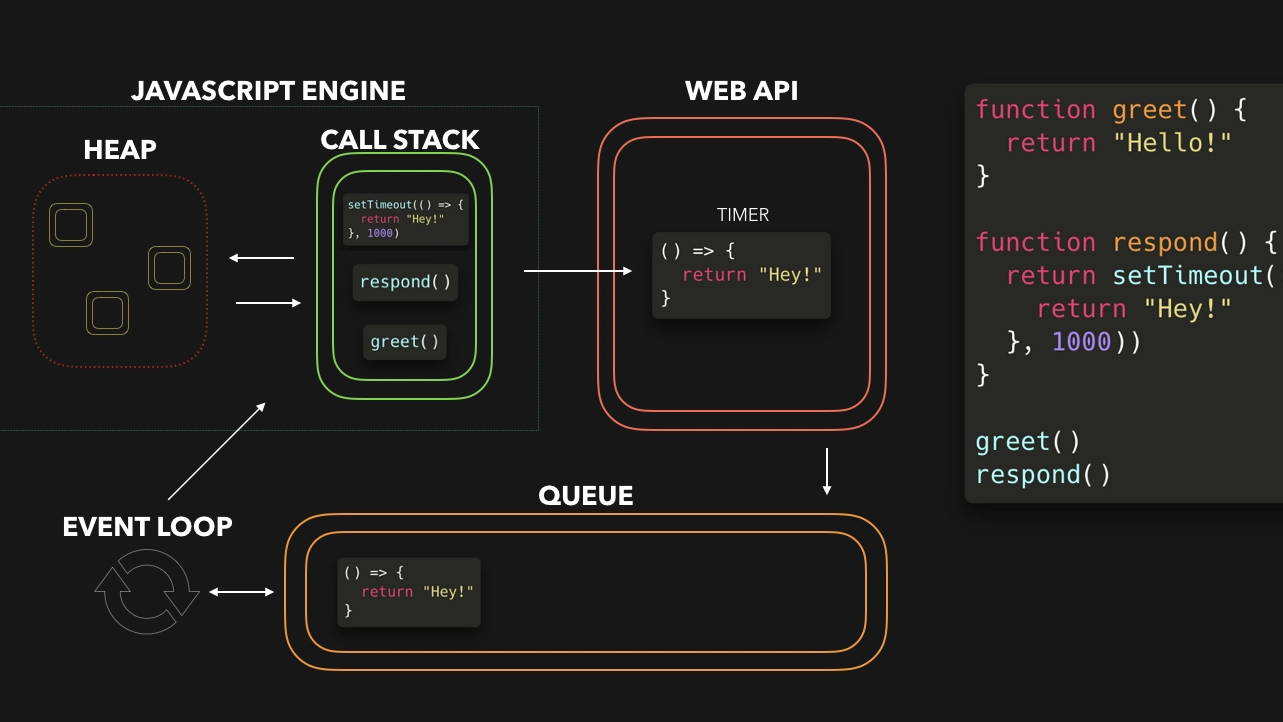 JAVASCRIPT ENGINE
HEAP
CALL STACK
setTimeout(() => {
  return "Hey!"
}, 1000)
respond()
greet()
WEB API
TIMER
() => {
  return "Hey!"
}
function greet() {
  return "Hello!"
}
function respond() {
  return setTimeout(
    return "Hey!"
  }, 1000))
}
greet()
respond()
EVENT LOOP
QUEUE
() => {
  return "Hey!"
}